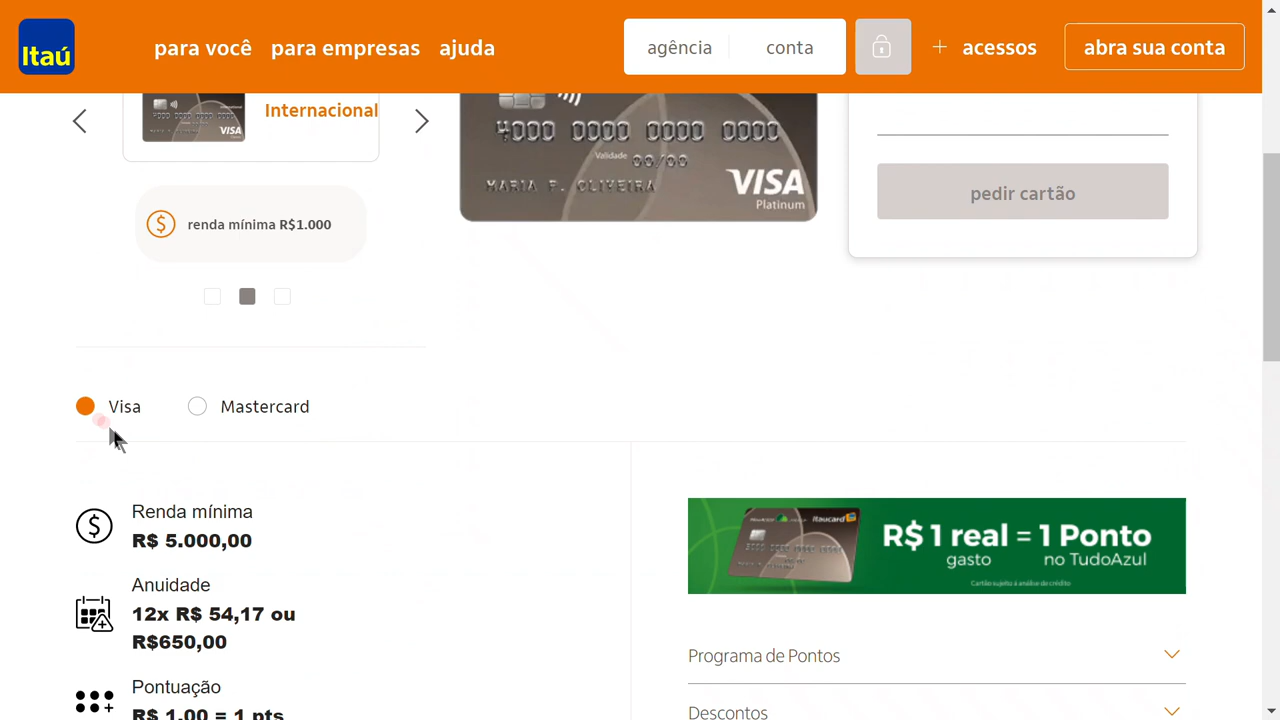 Itaú
para você para empresas ajuda
agência conta
+ acessos
abra sua conta
Internacional
VISA
renda mínima R$1.000
4000 0000 0000 0000
Validade 00/00
MARIA F. OLIVEIRA
VISA
Platinum
pedir cartão
Visa
Mastercard
Renda mínima
R$ 5.000,00
Anuidade
12x R$ 54,17 ou
R$650,00
Pontuação
R$ 1,00 = 1 pts
Itaucard
R$ 1 real = 1 Ponto
gasto no TudoAzul
Cartão sujeito à análise de crédito
Programa de Pontos
Descontos